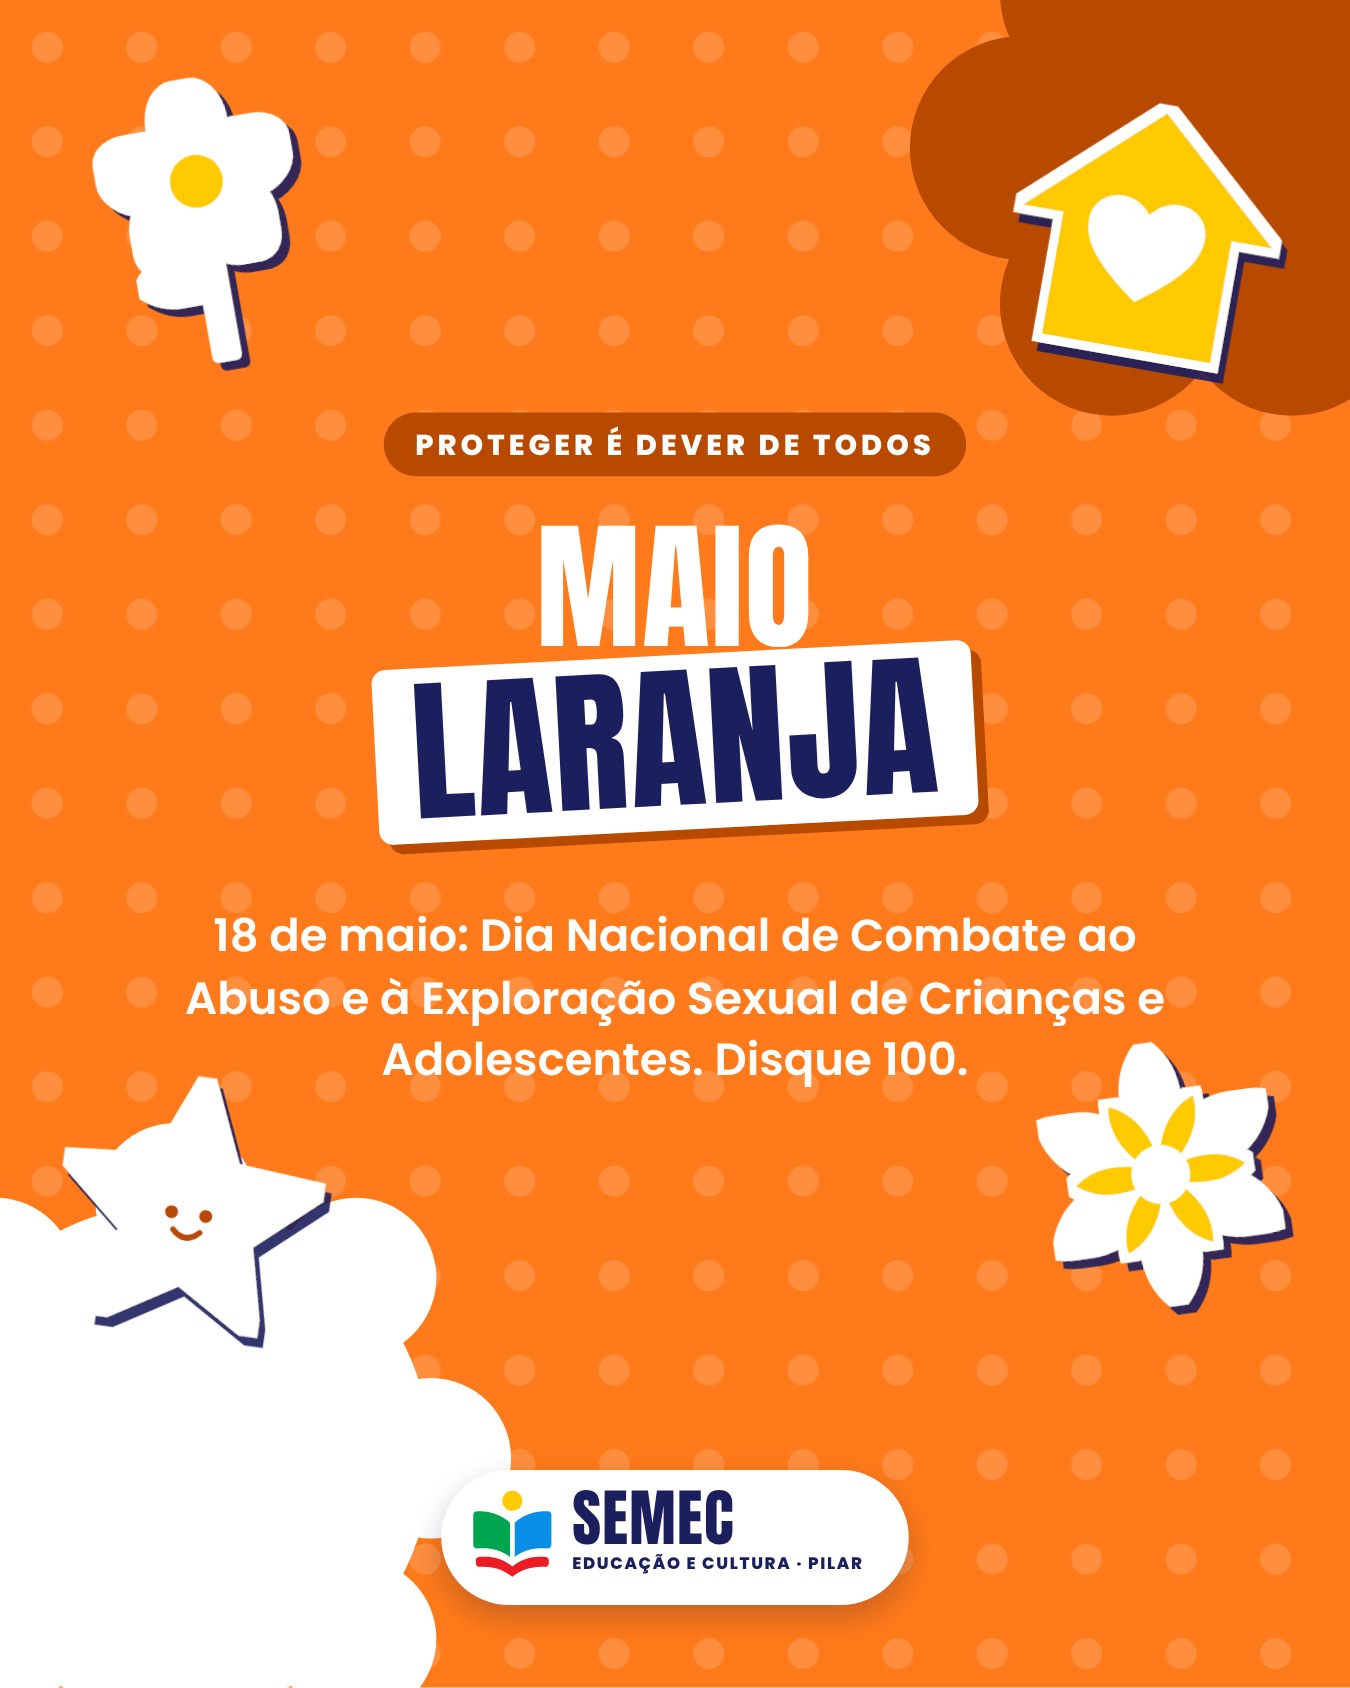 PROTEGER É DEVER DE TODOS
MAIO
LARANJA
18 de maio: Dia Nacional de Combate ao
Abuso e à Exploração Sexual de Crianças e
Adolescentes. Disque 100.
SEMEC
EDUCAÇÃO E CULTURA · PILAR